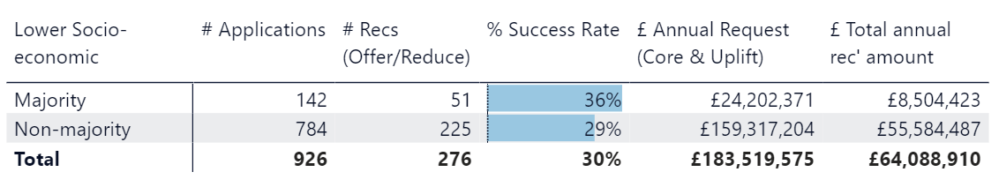 Lower Socio- # Applications # Recs % Success Rate £ Annual Request £ Total annual
economic (Offer/Reduce) (Core & Uplift) rec' amount
Majority 142 51 36% £24,202,371 £8,504,423
Non-majority 784 225 29% £159,317,204 £55,584,487
Total 926 276 30% £183,519,575 £64,088,910